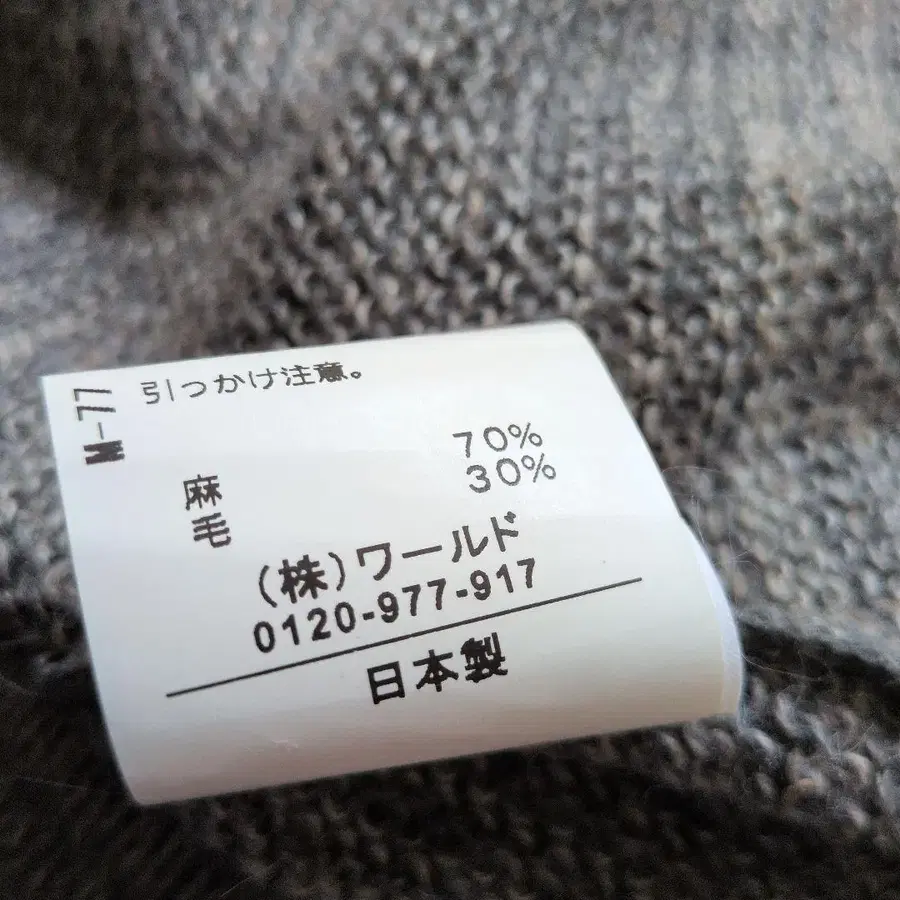 M-77
引っかけ注意。
麻 70%
毛 30%
(株)ワールド
0120-977-917
日本製